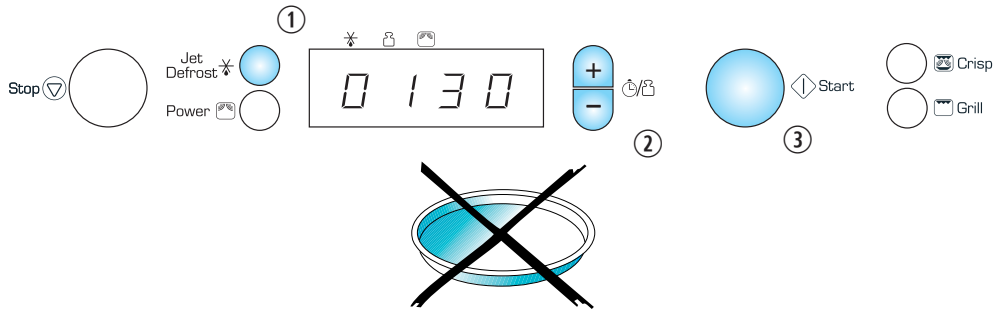 1
Jet
Defrost
Stop
Power
0130
+
-
/
2
Start
3
Crisp
Grill